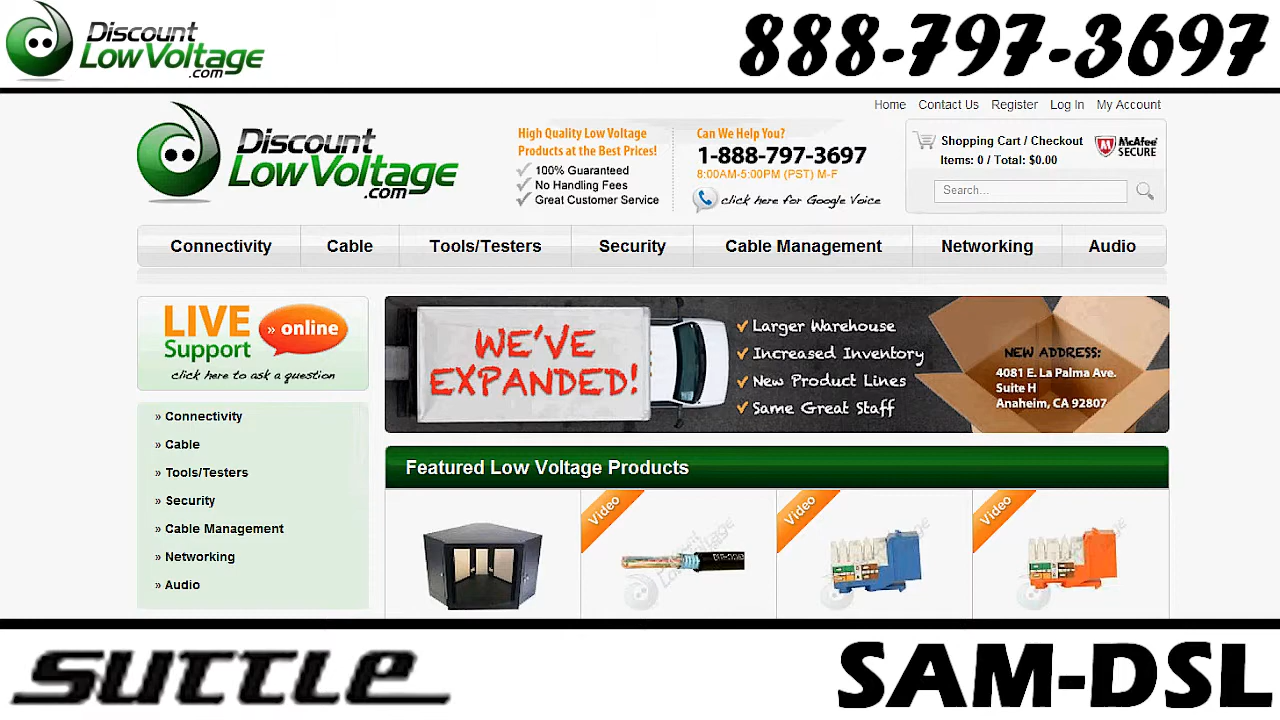 Discount
LowVoltage
.com
888-797-3697
Home Contact Us Register Log In My Account
Discount
LowVoltage
.com
High Quality Low Voltage
Products at the Best Prices!
100% Guaranteed
No Handling Fees
Great Customer Service
Can We Help You?
1-888-797-3697
8:00AM-5:00PM (PST) M-F
click here for Google Voice
Shopping Cart / Checkout
Items: 0 / Total: $0.00
McAfee
SECURE
Search...
Connectivity Cable Tools/Testers Security Cable Management Networking Audio
LIVE
Support
» online
click here to ask a question
» Connectivity
» Cable
» Tools/Testers
» Security
» Cable Management
» Networking
» Audio
WE'VE
EXPANDED!
Larger Warehouse
Increased Inventory
New Product Lines
Same Great Staff
NEW ADDRESS:
4081 E. La Palma Ave.
Suite H
Anaheim, CA 92807
Featured Low Voltage Products
Video
Video
Video
SUTTLE
SAM-DSL